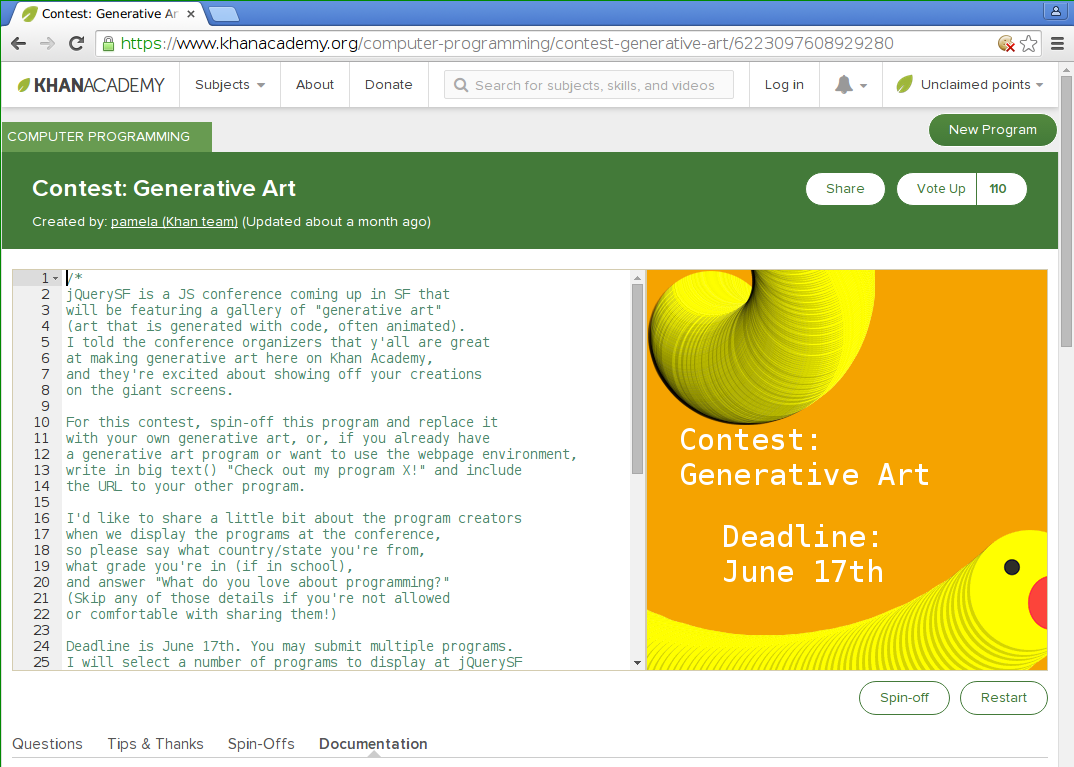 Contest: Generative Ar
https://www.khanacademy.org/computer-programming/contest-generative-art/6223097608929280
KHANACADEMY
Subjects
About
Donate
Search for subjects, skills, and videos
Log in
Unclaimed points
COMPUTER PROGRAMMING
New Program
Contest: Generative Art
Share
Vote Up
110
Created by: pamela (Khan team) (Updated about a month ago)
1 /*
2 jQuerySF is a JS conference coming up in SF that
3 will be featuring a gallery of "generative art"
4 (art that is generated with code, often animated).
5 I told the conference organizers that y'all are great
6 at making generative art here on Khan Academy,
7 and they're excited about showing off your creations
8 on the giant screens.
9
10 For this contest, spin-off this program and replace it
11 with your own generative art, or, if you already have
12 a generative art program or want to use the webpage environment,
13 write in big text() "Check out my program X!" and include
14 the URL to your other program.
15
16 I'd like to share a little bit about the program creators
17 when we display the programs at the conference,
18 so please say what country/state you're from,
19 what grade you're in (if in school),
20 and answer "What do you love about programming?"
21 (Skip any of those details if you're not allowed
22 or comfortable with sharing them!)
23
24 Deadline is June 17th. You may submit multiple programs.
25 I will select a number of programs to display at jQuerySF
Contest:
Generative Art
Deadline:
June 17th
Spin-off
Restart
Questions
Tips & Thanks
Spin-Offs
Documentation